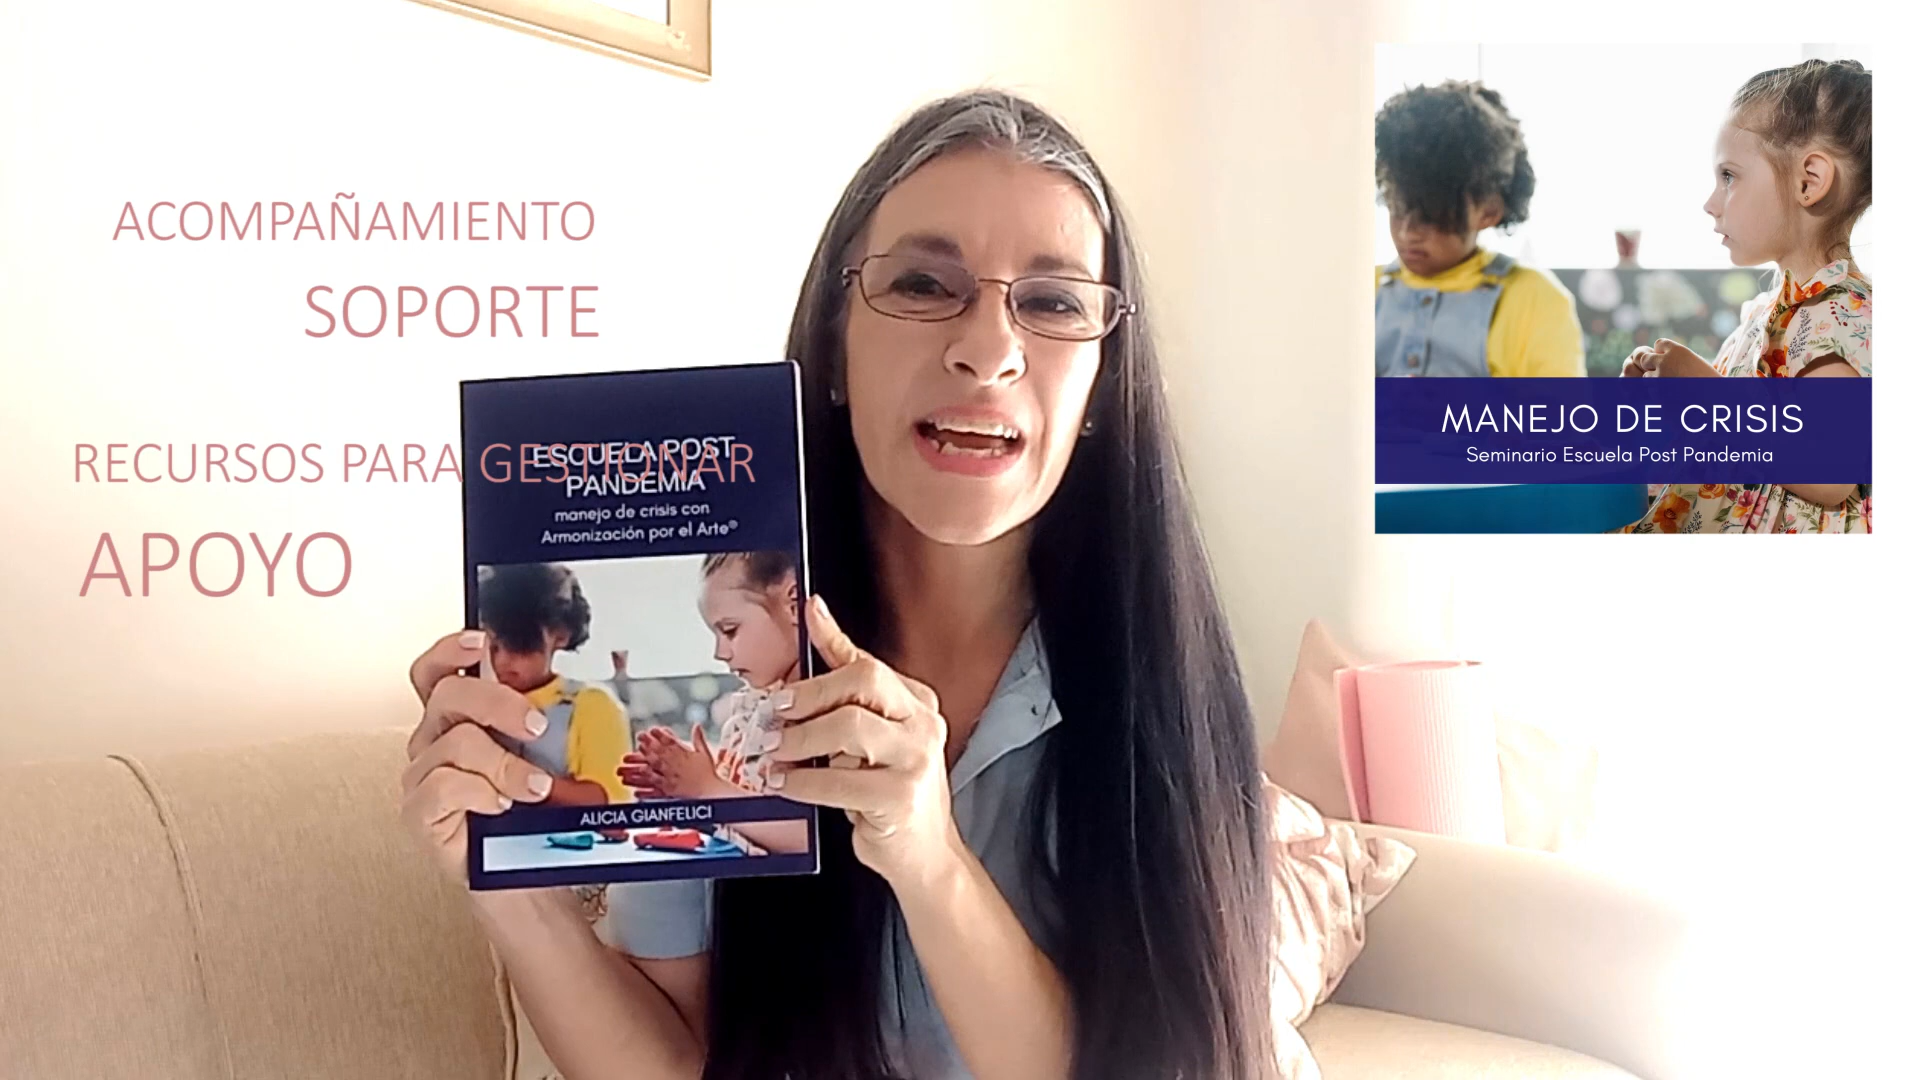 ACOMPAÑAMIENTO
SOPORTE
RECURSOS PARA GESTIONAR
APOYO
ESCUELA POST
PANDEMIA
manejo de crisis con
Armonización por el Arte®
ALICIA GIANFELICI
MANEJO DE CRISIS
Seminario Escuela Post Pandemia